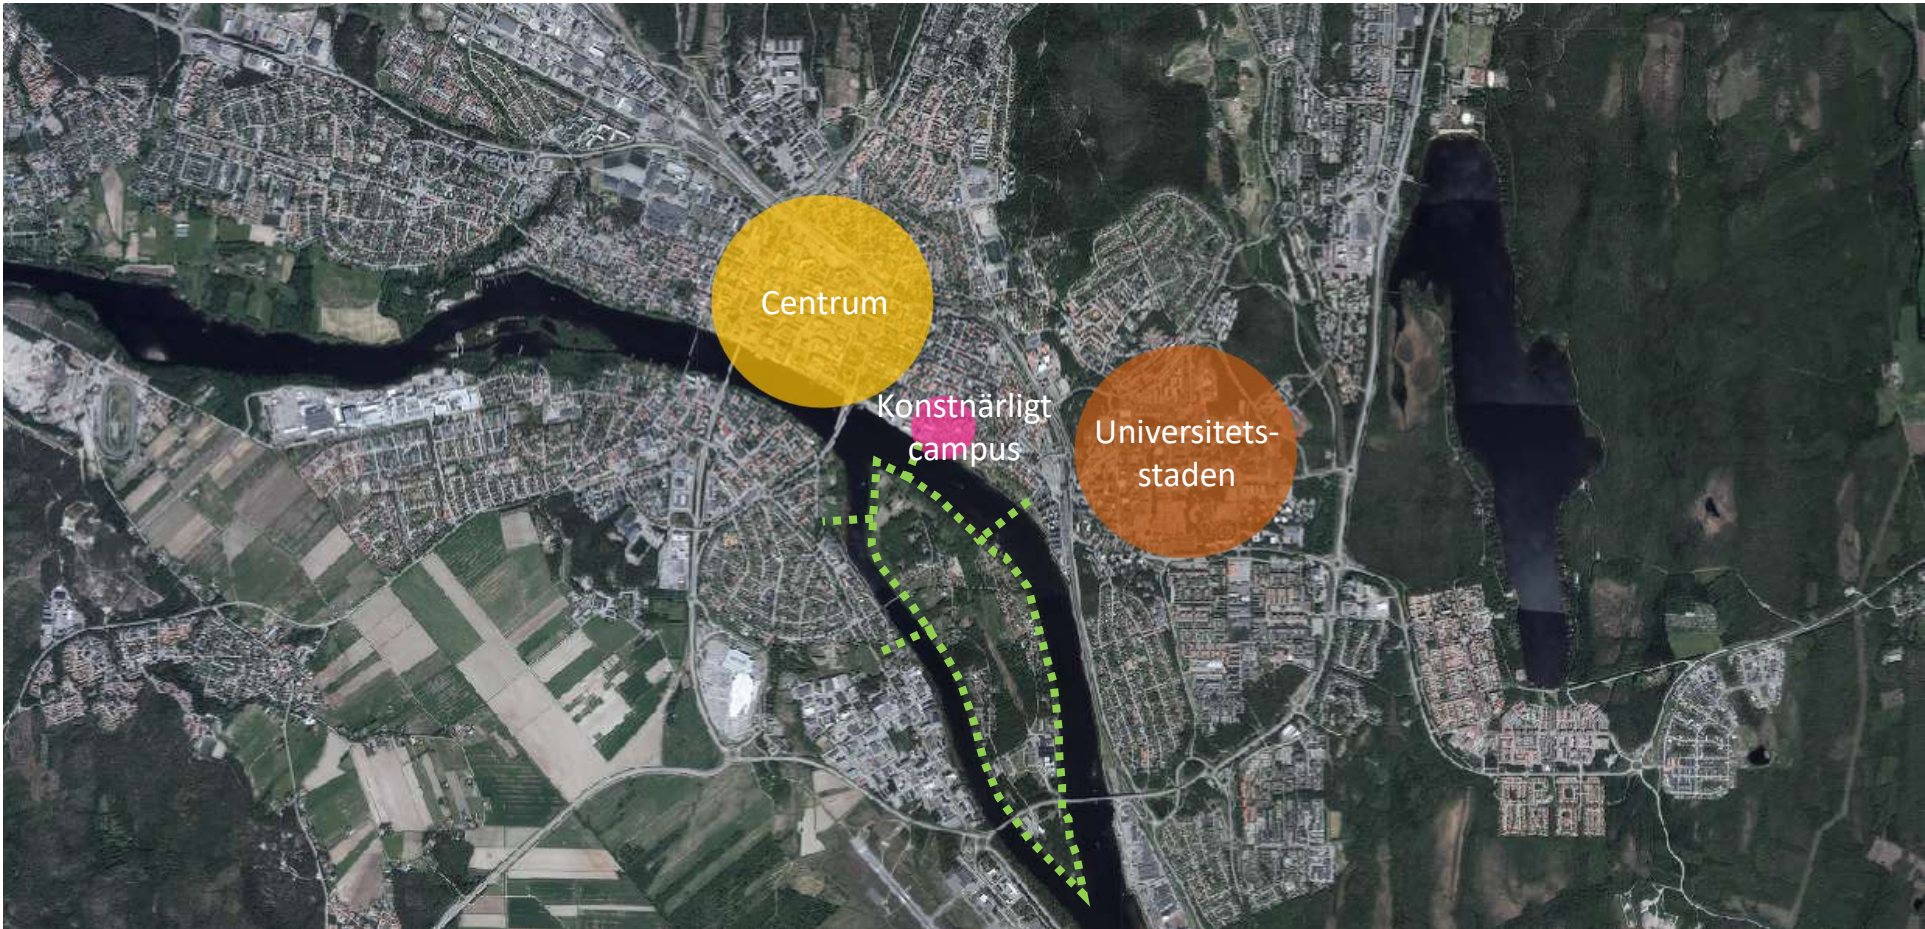 Centrum
Konstnärligt
campus
Universitets-
staden